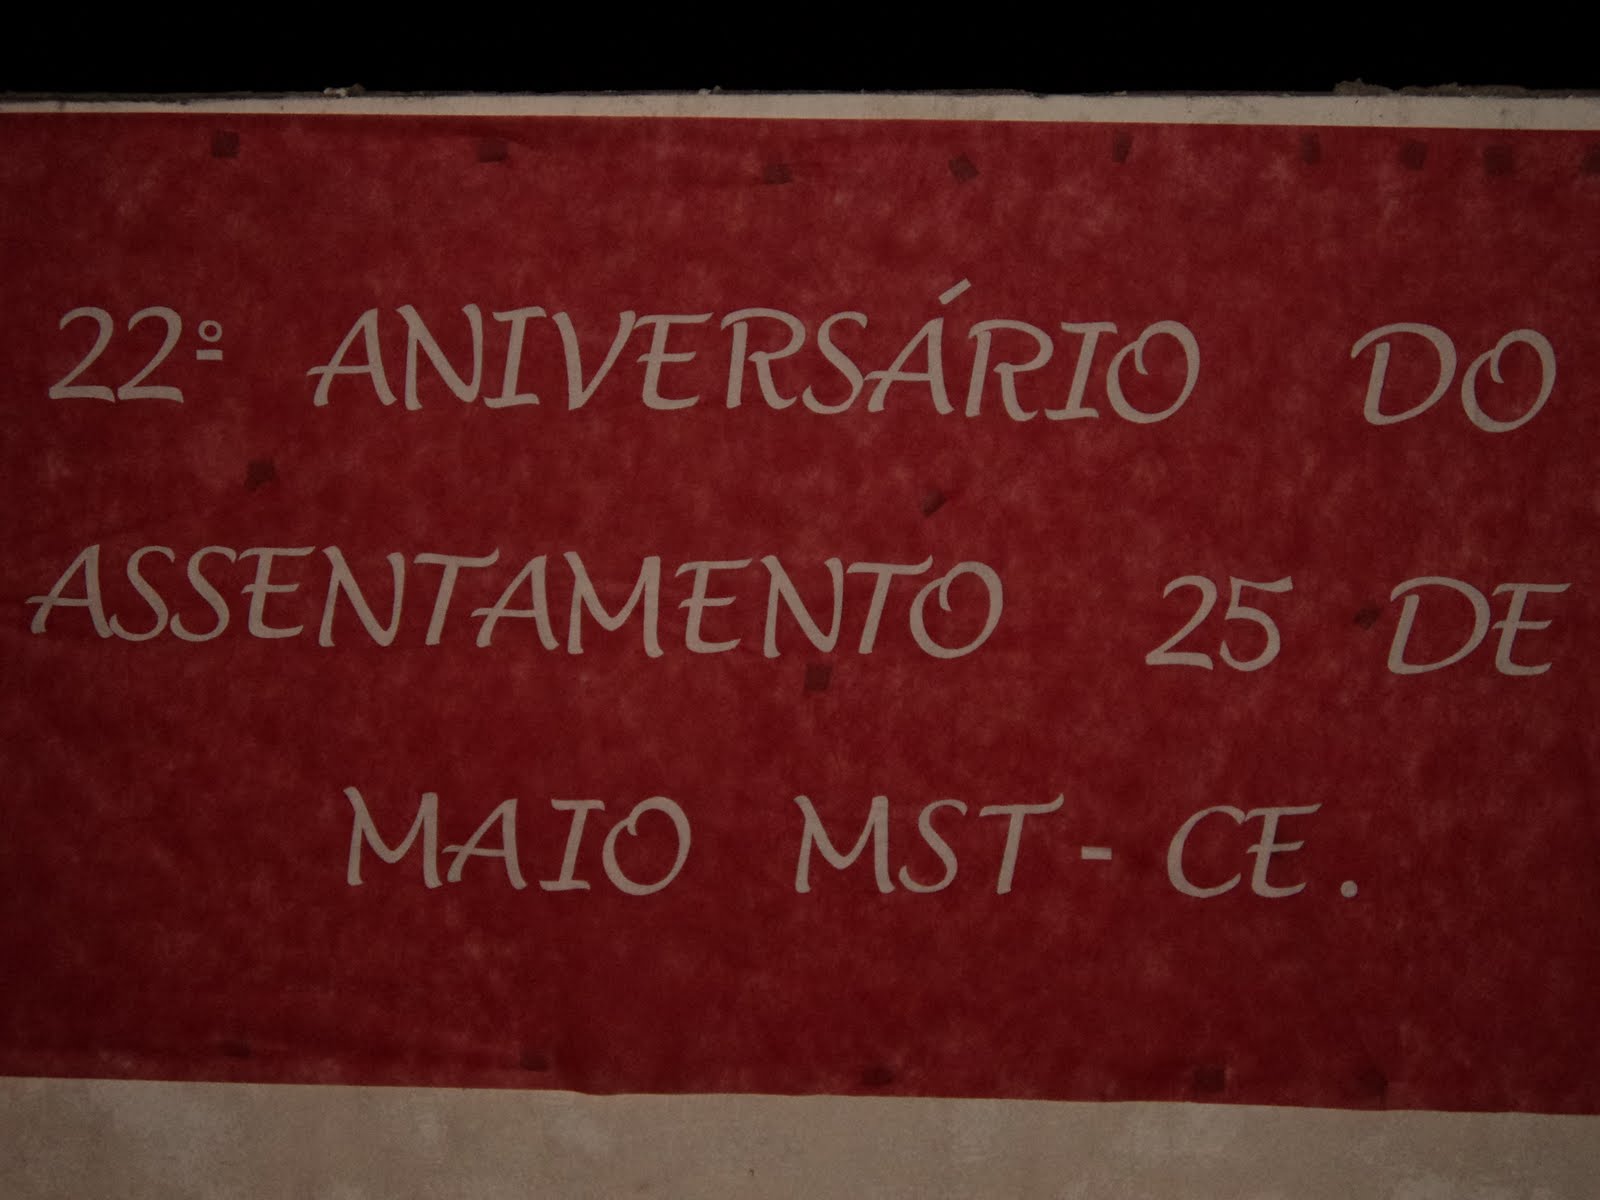 22º ANIVERSÁRIO DO
ASSENTAMENTO 25 DE
MAIO MST - CE.